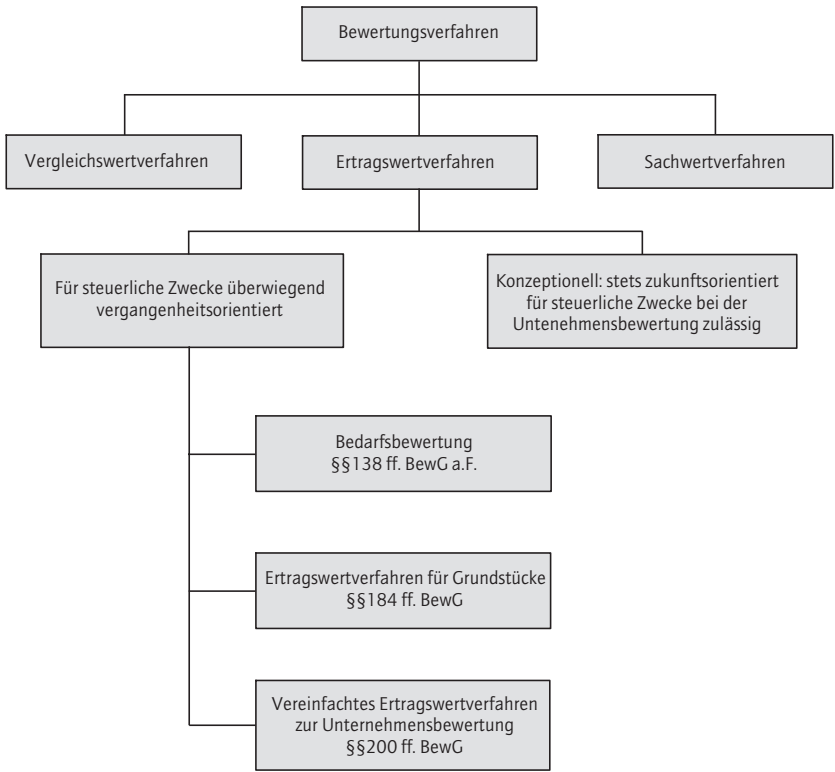 Bewertungsverfahren
Vergleichswertverfahren
Ertragswertverfahren
Sachwertverfahren
Für steuerliche Zwecke überwiegend
vergangenheitsorientiert
Konzeptionell: stets zukunftsorientiert
für steuerliche Zwecke bei der
Untenehmensbewertung zulässig
Bedarfsbewertung
§§138 ff. BewG a.F.
Ertragswertverfahren für Grundstücke
§§184 ff. BewG
Vereinfachtes Ertragswertverfahren
zur Unternehmensbewertung
§§200 ff. BewG